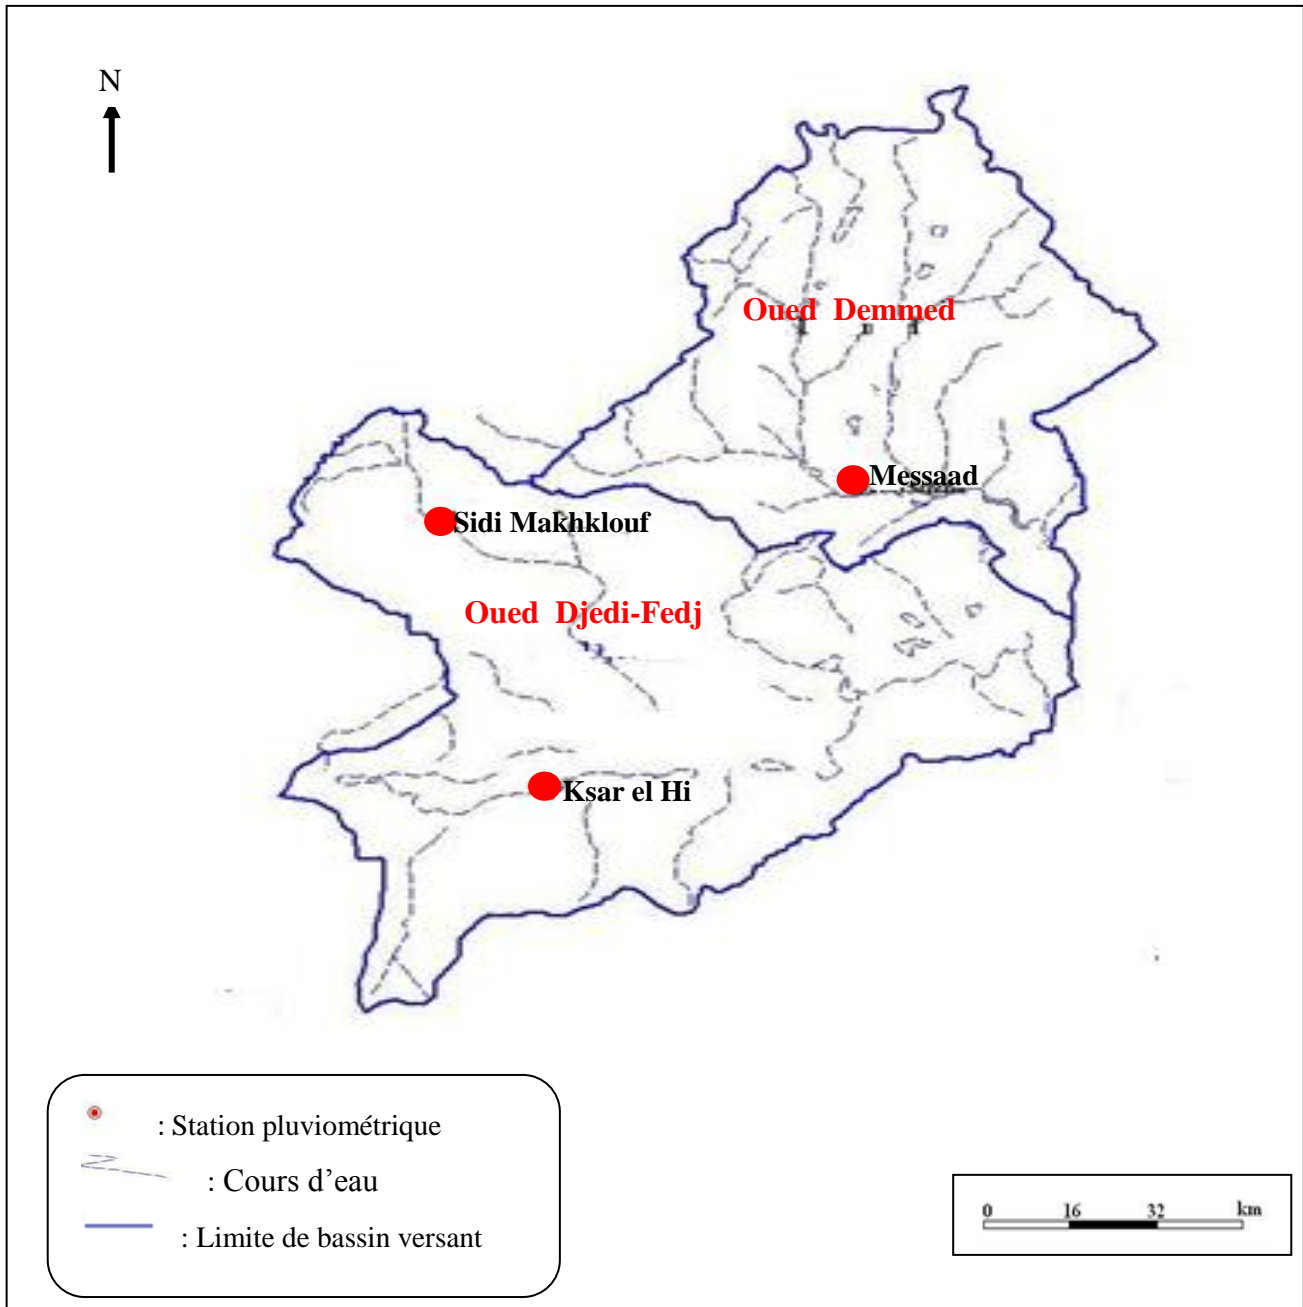 N
Oued Demmed
Messaad
Sidi Makhklouf
Oued Djedi-Fedj
Ksar el Hi
: Station pluviométrique
: Cours d’eau
: Limite de bassin versant
0 16 32 km